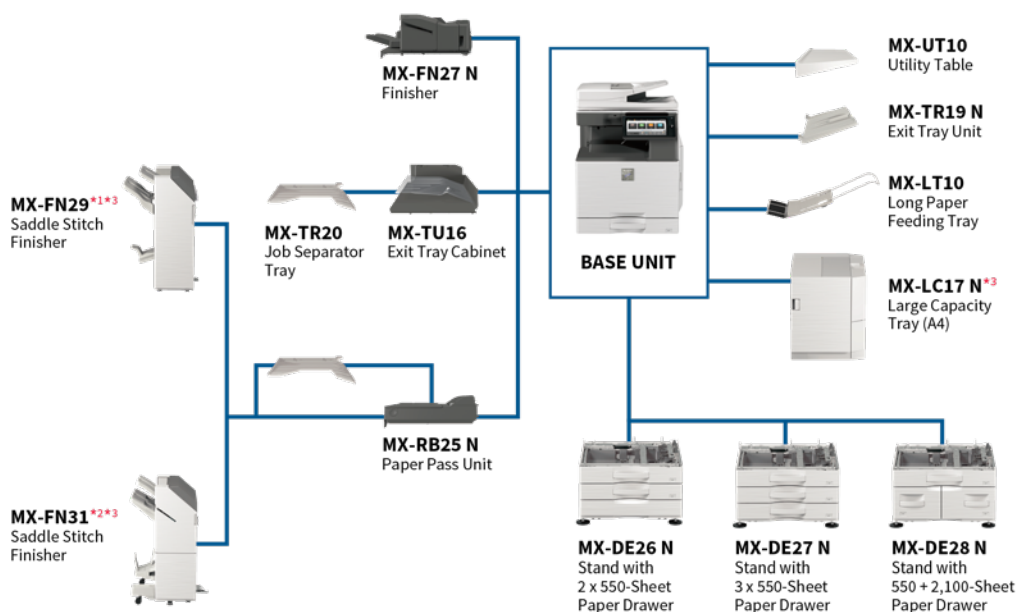 MX-FN27 N
Finisher
MX-UT10
Utility Table
MX-TR19 N
Exit Tray Unit
MX-FN29*1*3
Saddle Stitch
Finisher
MX-TR20
Job Separator
Tray
MX-TU16
Exit Tray Cabinet
BASE UNIT
MX-LT10
Long Paper
Feeding Tray
MX-LC17 N*3
Large Capacity
Tray (A4)
MX-RB25 N
Paper Pass Unit
MX-FN31*2*3
Saddle Stitch
Finisher
MX-DE26 N
Stand with
2 x 550-Sheet
Paper Drawer
MX-DE27 N
Stand with
3 x 550-Sheet
Paper Drawer
MX-DE28 N
Stand with
550 + 2,100-Sheet
Paper Drawer